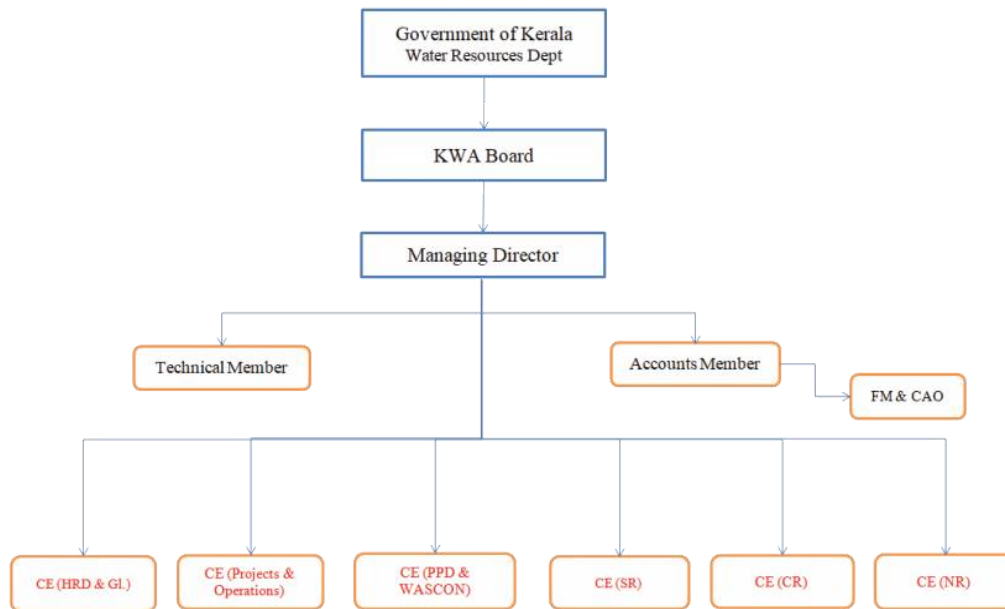 Government of Kerala
Water Resources Dept
KWA Board
Managing Director
Technical Member
Accounts Member
FM & CAO
CE (HRD & Gl.)
CE (Projects &
Operations)
CE (PPD &
WASCON)
CE (SR)
CE (CR)
CE (NR)